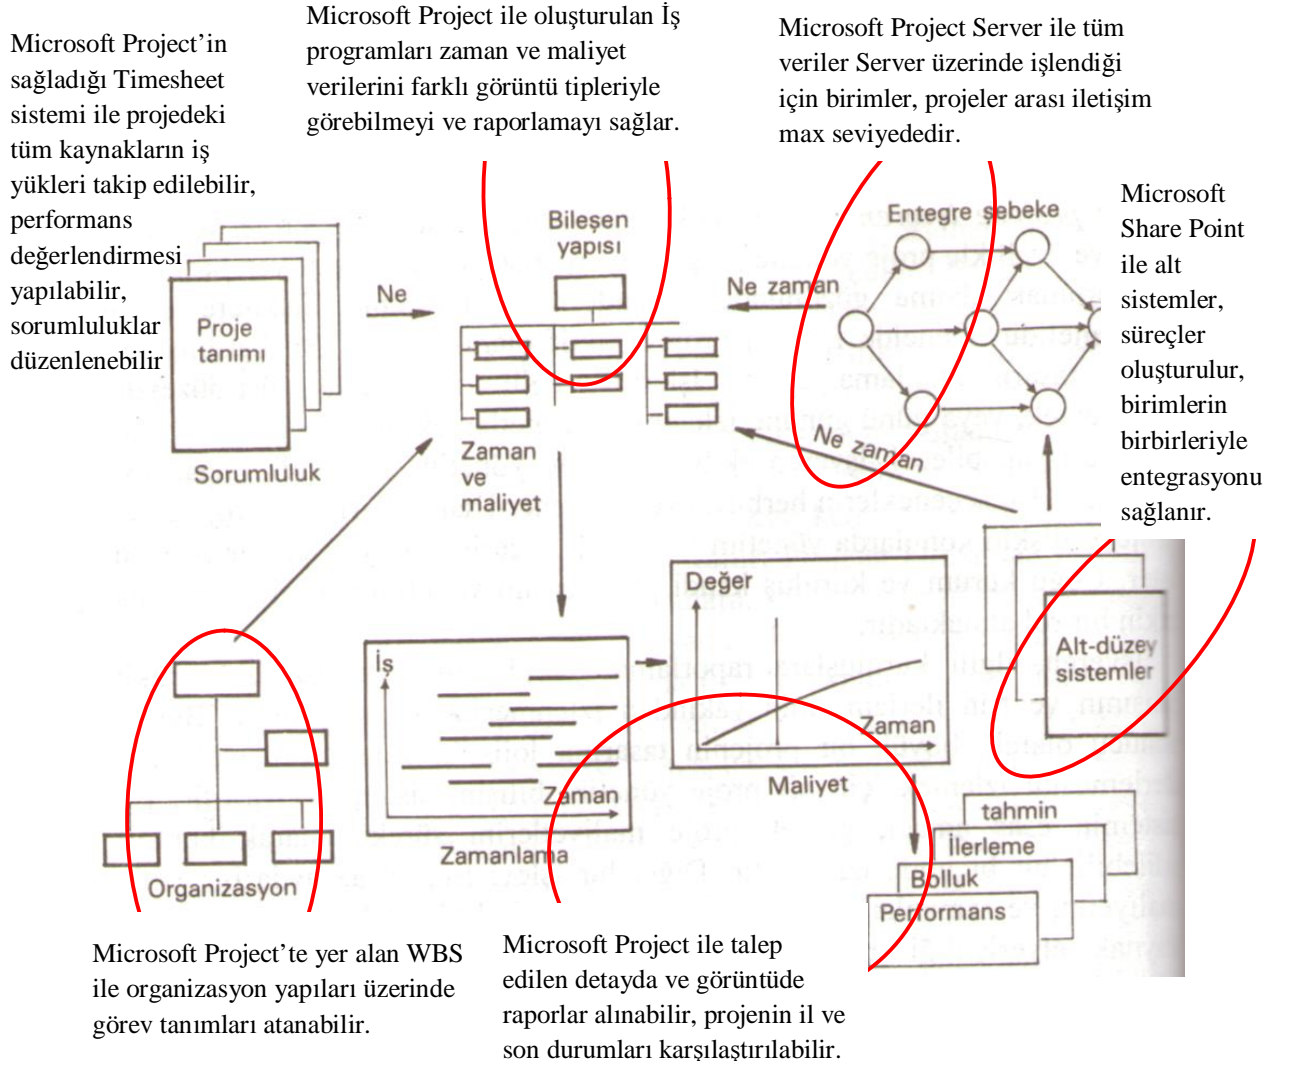 Microsoft Project’in
sağladığı Timesheet
sistemi ile projedeki
tüm kaynakların iş
yükleri takip edilebilir,
performans
değerlendirmesi
yapılabilir,
sorumluluklar
düzenlenebilir
Microsoft Project ile oluşturulan İş
programları zaman ve maliyet
verilerini farklı görüntü tipleriyle
görebilmeyi ve raporlamayı sağlar.
Microsoft Project Server ile tüm
veriler Server üzerinde işlendiği
için birimler, projeler arası iletişim
max seviyededir.
Microsoft
Share Point
ile alt
sistemler,
süreçler
oluşturulur,
birimlerin
birbirleriyle
entegrasyonu
sağlanır.
Bileşen
yapısı
Entegre şebeke
Ne
Ne zaman
Proje
tanımı
Sorumluluk
Zaman
ve
maliyet
Ne zaman
Değer
Zaman
Maliyet
İş
Zaman
Zamanlama
Alt-düzey
sistemler
Organizasyon
tahmin
İlerleme
Bolluk
Performans
Microsoft Project’te yer alan WBS
ile organizasyon yapıları üzerinde
görev tanımları atanabilir.
Microsoft Project ile talep
edilen detayda ve görüntüde
raporlar alınabilir, projenin il ve
son durumları karşılaştırılabilir.